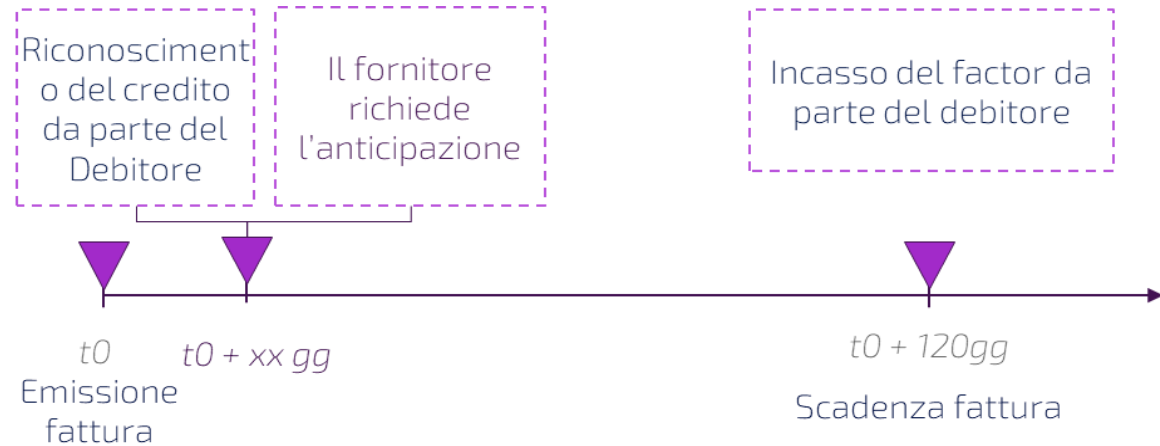 Riconosciment
o del credito
da parte del
Debitore
Il fornitore
richiede
l'anticipazione
Incasso del factor da
parte del debitore
t0
Emissione
fattura
t0 + xx gg
t0 + 120gg
Scadenza fattura